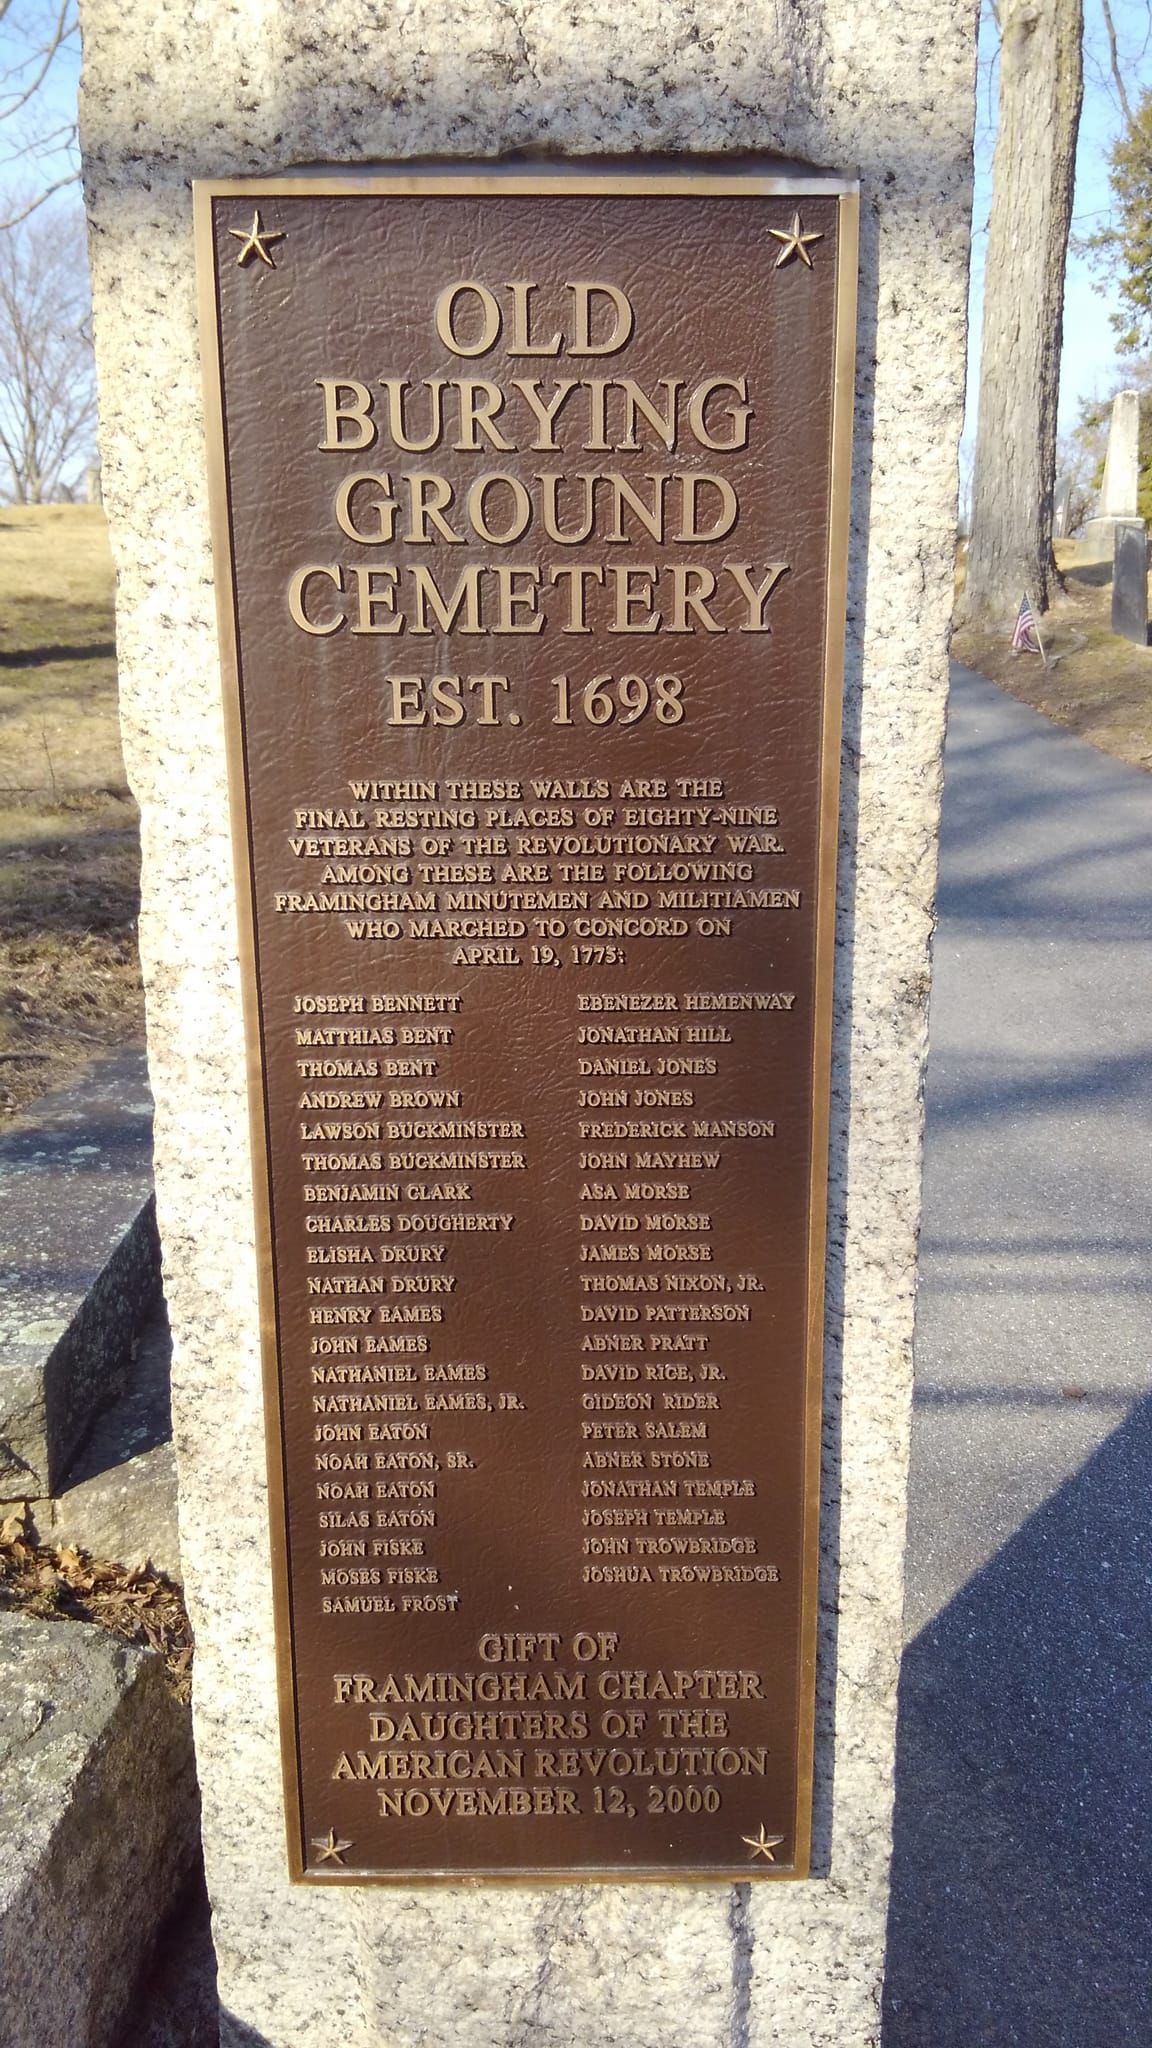 OLD
BURYING
GROUND
CEMETERY
EST. 1698
WITHIN THESE WALLS ARE THE
FINAL RESTING PLACES OF EIGHTY-NINE
VETERANS OF THE REVOLUTIONARY WAR.
AMONG THESE ARE THE FOLLOWING
FRAMINGHAM MINUTEMEN AND MILITIAMEN
WHO MARCHED TO CONCORD ON
APRIL 19, 1775:
JOSEPH BENNETT
MATTHIAS BENT
THOMAS BENT
ANDREW BROWN
LAWSON BUCKMINSTER
THOMAS BUCKMINSTER
BENJAMIN CLARK
CHARLES DOUGHERTY
ELISHA DRURY
NATHAN DRURY
HENRY EAMES
JOHN EAMES
NATHANIEL EAMES
NATHANIEL EAMES, JR.
JOHN EATON
NOAH EATON, SR.
NOAH EATON
SILAS EATON
JOHN FISKE
MOSES FISKE
SAMUEL FROST
EBENEZER HEMENWAY
JONATHAN HILL
DANIEL JONES
JOHN JONES
FREDERICK MANSON
JOHN MAYHEW
ASA MORSE
DAVID MORSE
JAMES MORSE
THOMAS NIXON, JR.
DAVID PATTERSON
ABNER PRATT
DAVID RICE, JR.
GIDEON RIDER
PETER SALEM
ABNER STONE
JONATHAN TEMPLE
JOSEPH TEMPLE
JOHN TROWBRIDGE
JOSHUA TROWBRIDGE
GIFT OF
FRAMINGHAM CHAPTER
DAUGHTERS OF THE
AMERICAN REVOLUTION
NOVEMBER 12, 2000